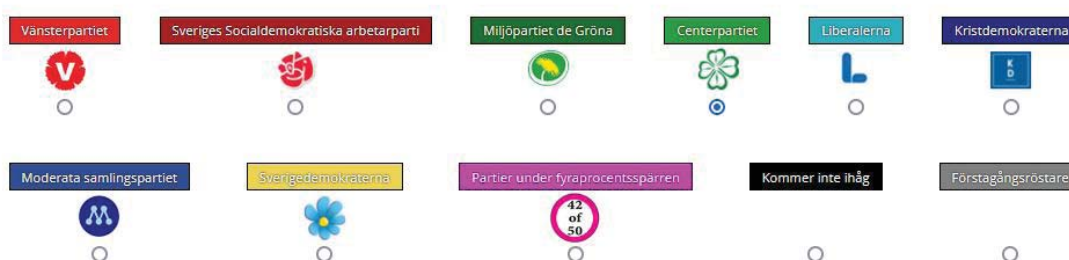 Vänsterpartiet
Sveriges Socialdemokratiska arbetarparti
Miljöpartiet de Gröna
Centerpartiet
Liberalerna
Kristdemokraterna
V
S
L
K
D
Moderata samlingspartiet
Sverigedemokraterna
Partier under fyraprocentsspärren
Kommer inte ihåg
Förstagångsröstare
M
42
of
50